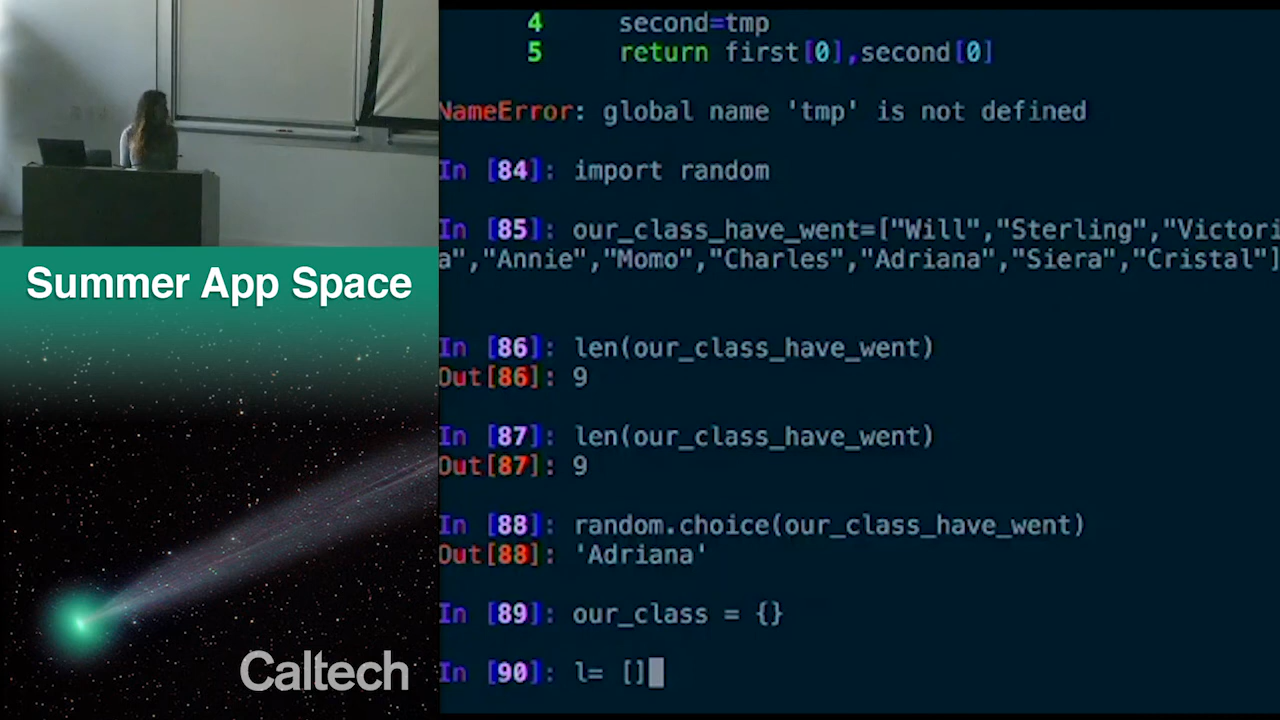 Summer App Space
Caltech
4 second=tmp
5 return first[0],second[0]
NameError: global name 'tmp' is not defined
In [84]: import random
In [85]: our_class_have_went=["Will","Sterling","Victori
a","Annie","Momo","Charles","Adriana","Siera","Cristal"]
In [86]: len(our_class_have_went)
Out[86]: 9
In [87]: len(our_class_have_went)
Out[87]: 9
In [88]: random.choice(our_class_have_went)
Out[88]: 'Adriana'
In [89]: our_class = {}
In [90]: l= []